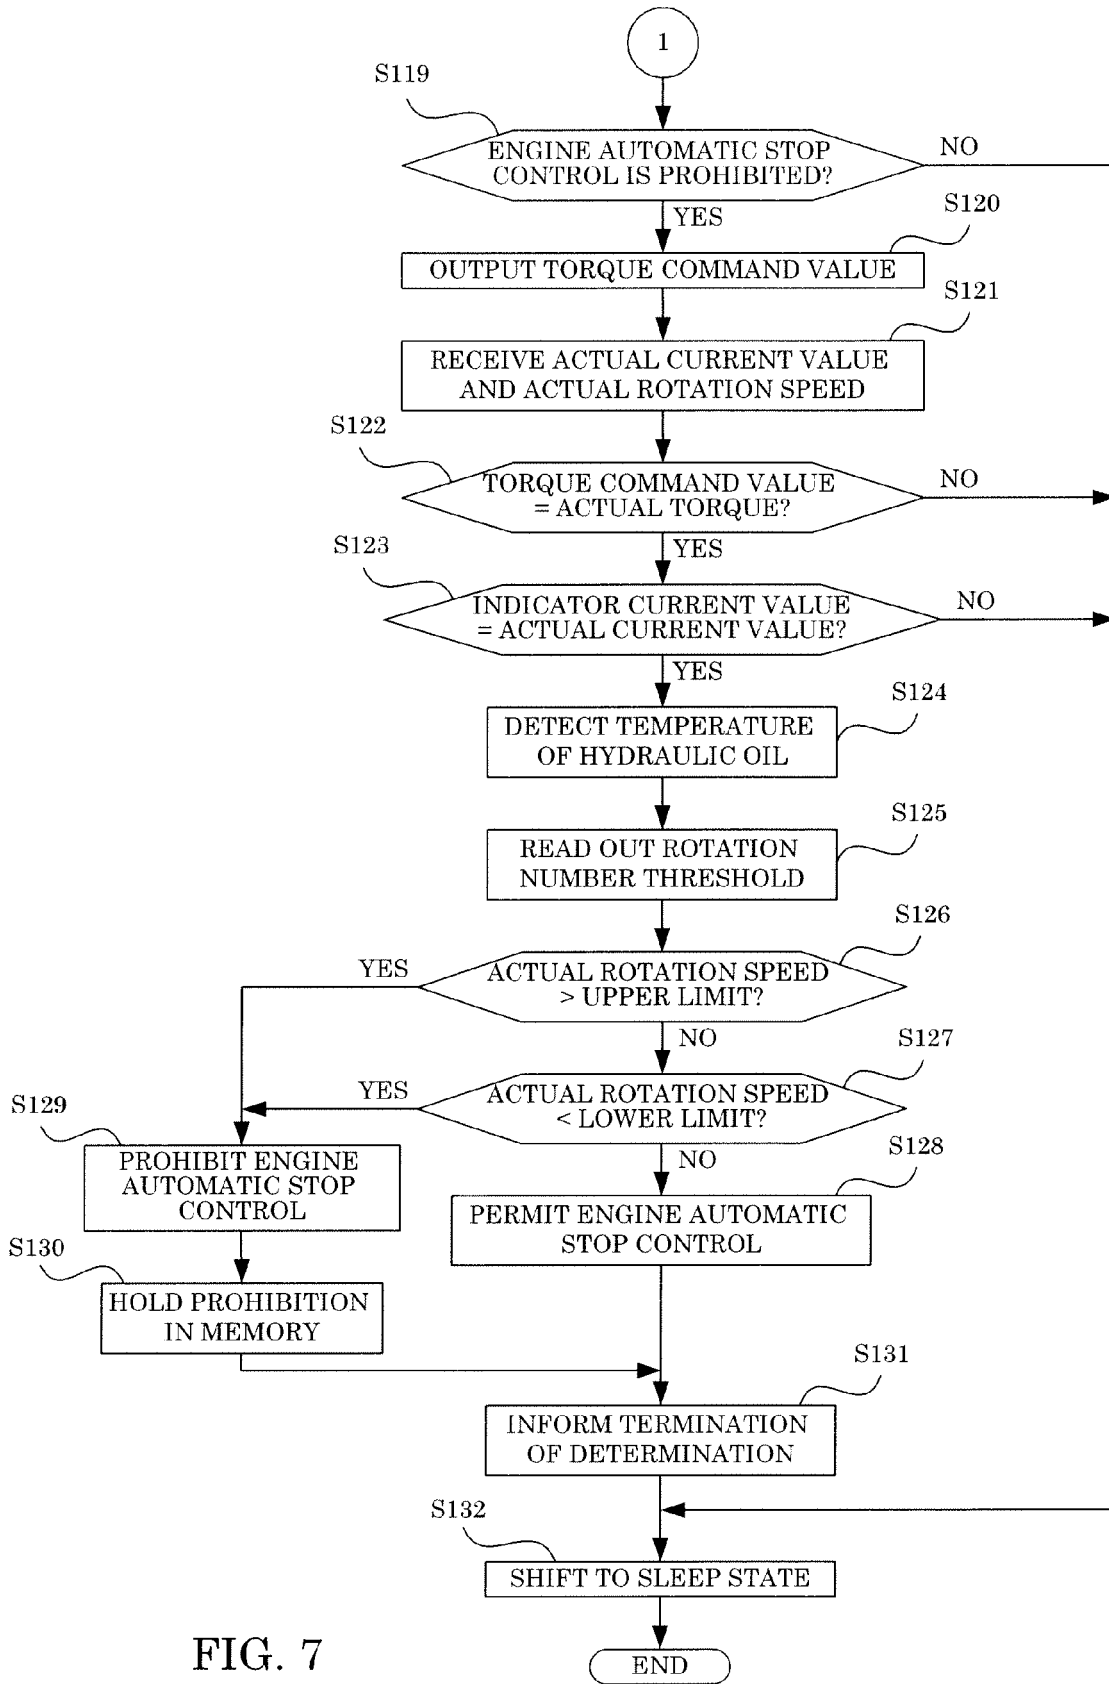 1
S119
ENGINE AUTOMATIC STOP
CONTROL IS PROHIBITED?
NO
YES
S120
OUTPUT TORQUE COMMAND VALUE
S121
RECEIVE ACTUAL CURRENT VALUE
AND ACTUAL ROTATION SPEED
S122
TORQUE COMMAND VALUE
= ACTUAL TORQUE?
NO
YES
S123
INDICATOR CURRENT VALUE
= ACTUAL CURRENT VALUE?
NO
YES
S124
DETECT TEMPERATURE
OF HYDRAULIC OIL
S125
READ OUT ROTATION
NUMBER THRESHOLD
S126
YES
ACTUAL ROTATION SPEED
> UPPER LIMIT?
NO
S127
YES
ACTUAL ROTATION SPEED
< LOWER LIMIT?
NO
S129
PROHIBIT ENGINE
AUTOMATIC STOP
CONTROL
S128
PERMIT ENGINE AUTOMATIC
STOP CONTROL
S130
HOLD PROHIBITION
IN MEMORY
S131
INFORM TERMINATION
OF DETERMINATION
S132
SHIFT TO SLEEP STATE
END
FIG. 7